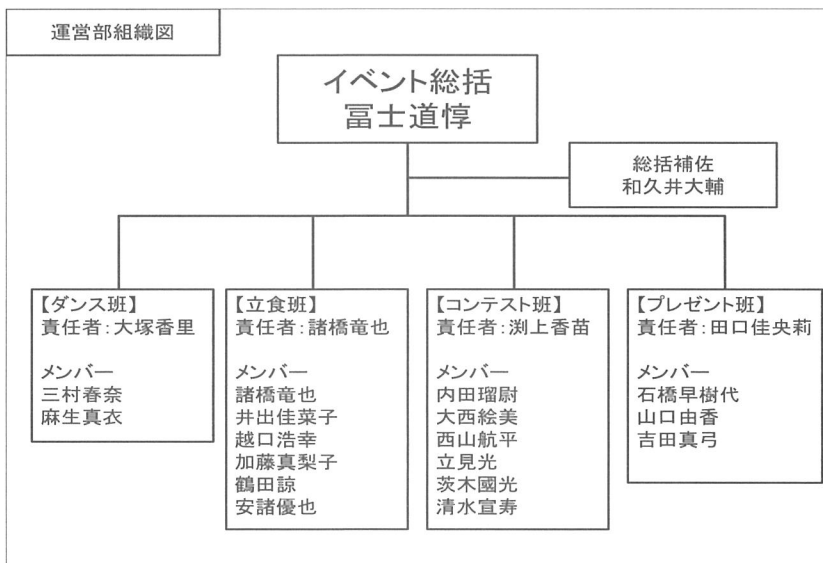 運営部組織図
イベント総括
冨士道惇
総括補佐
和久井大輔
【ダンス班】
責任者:大塚香里
メンバー
三村春奈
麻生真衣
【立食班】
責任者:諸橋竜也
メンバー
諸橋竜也
井出佳菜子
越口浩幸
加藤真梨子
鶴田諒
安諸優也
【コンテスト班】
責任者:渕上香苗
メンバー
内田瑠尉
大西絵美
西山航平
立見光
茨木國光
清水宣寿
【プレゼント班】
責任者:田口佳央莉
メンバー
石橋早樹代
山口由香
吉田真弓